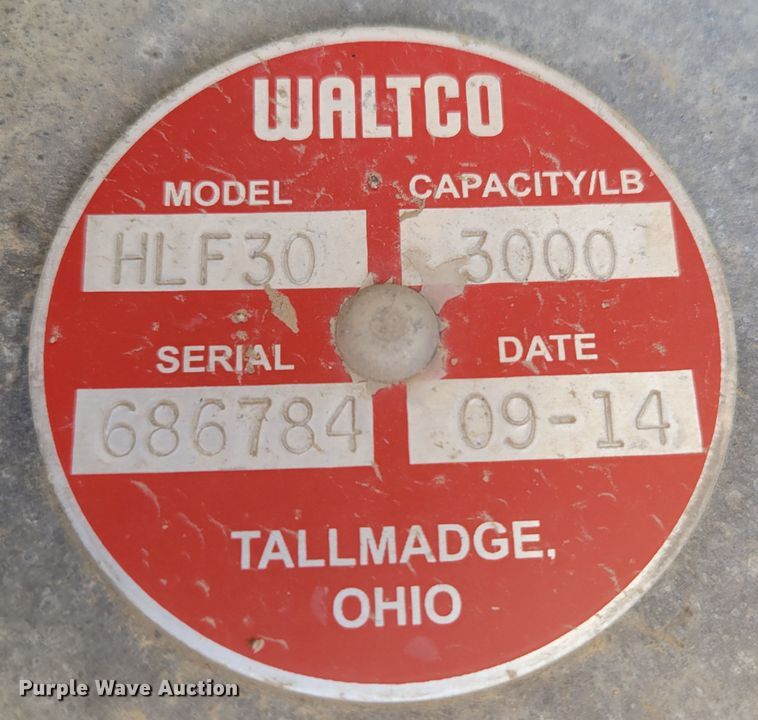 WALTCO
MODEL CAPACITY/LB
HLF30 3000
SERIAL DATE
686784 09-14
TALLMADGE,
OHIO
Purple Wave Auction